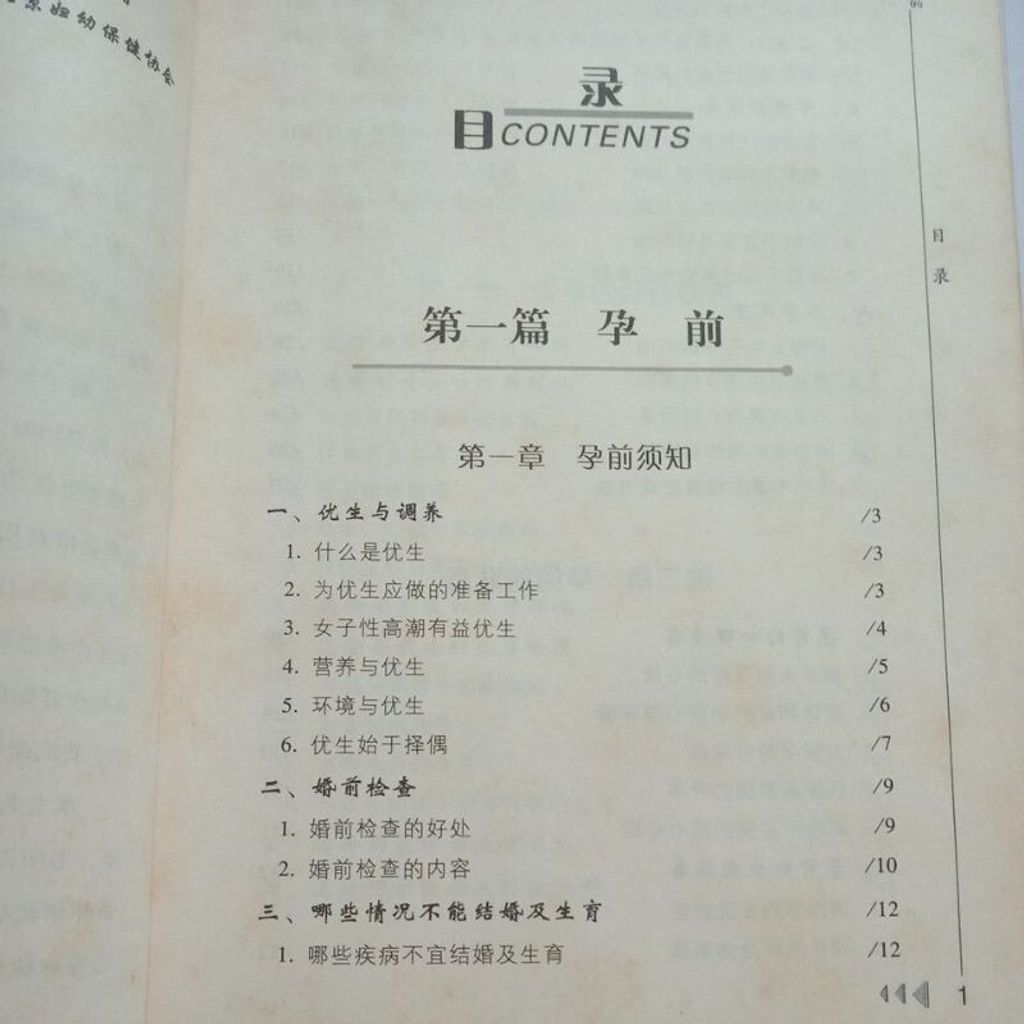 妇幼保健协会
目录
CONTENTS
目录
第一篇 孕前
第一章 孕前须知
一、优生与调养 /3
1. 什么是优生 /3
2. 为优生应做的准备工作 /3
3. 女子性高潮有益优生 /4
4. 营养与优生 /5
5. 环境与优生 /6
6. 优生始于择偶 /7
二、婚前检查 /9
1. 婚前检查的好处 /9
2. 婚前检查的内容 /10
三、哪些情况不能结婚及生育 /12
1. 哪些疾病不宜结婚及生育 /12
1